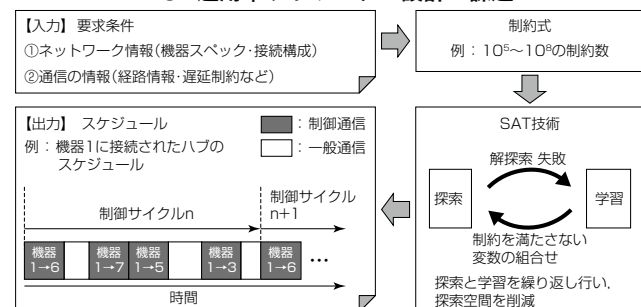 【入力】 要求条件
①ネットワーク情報(機器スペック・接続構成)
②通信の情報(経路情報・遅延制約など)
制約式
例：10⁵～10⁸の制約数
【出力】 スケジュール
：制御通信
：一般通信
例：機器1に接続されたハブの
スケジュール
制御サイクルn
制御サイクル
n+1
機器
1→6
機器
1→7
機器
1→5
機器
1→3
機器
1→6
…
時間
SAT技術
解探索 失敗
探索
学習
制約を満たさない
変数の組合せ
探索と学習を繰り返し行い,
探索空間を削減